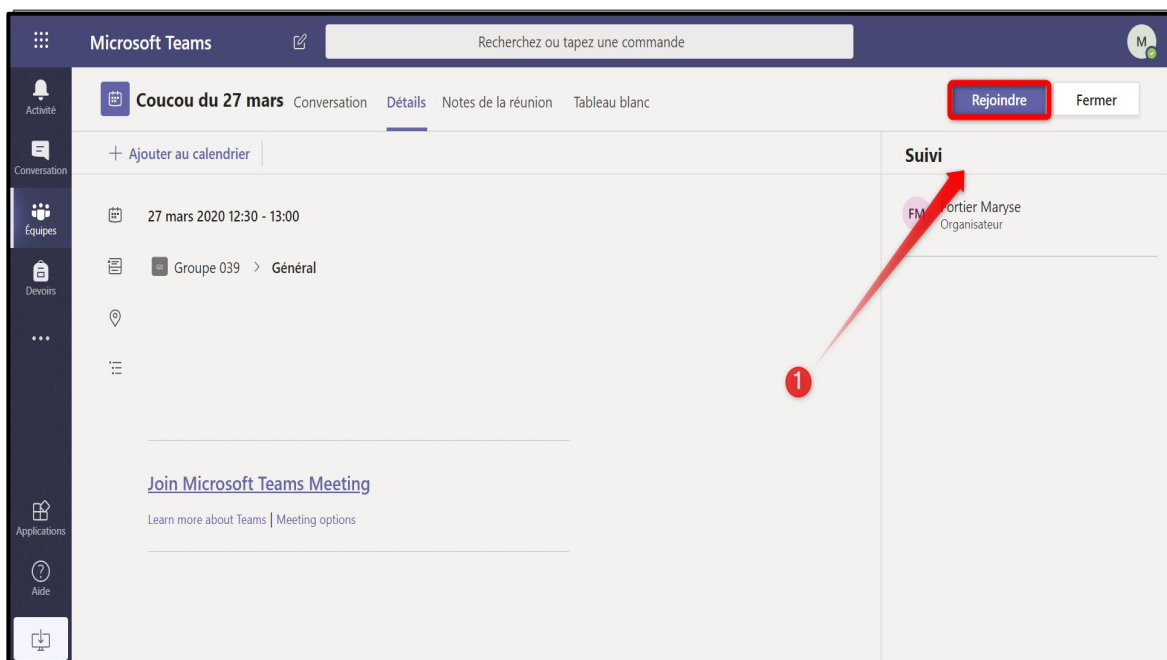 Microsoft Teams
Recherchez ou tapez une commande
M
Activité
Conversation
Équipes
Devoirs
Applications
Aide
Coucou du 27 mars Conversation Détails Notes de la réunion Tableau blanc
Rejoindre Fermer
+ Ajouter au calendrier
27 mars 2020 12:30 - 13:00
Groupe 039 > Général
Join Microsoft Teams Meeting
Learn more about Teams | Meeting options
Suivi
FM Fortier Maryse
Organisateur
1